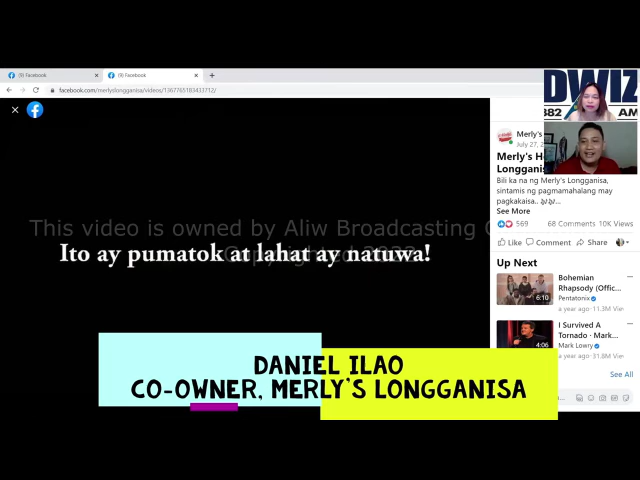 (9) Facebook
(9) Facebook
facebook.com/merlyslongganisa/videos/1367765183433712/
DWIZ
882 AM
Merly's
July 27,
Merly's H
Longganis
Bili ka na ng Merly's Longganisa,
sintamis ng pagmamahalang may
pagkakaisa..
See More
569
68 Comments 10K Views
Like Comment Share
This video is owned by Aliw Broadcasting
Ito ay pumatok at lahat ay natuwa!
Up Next
Bohemian
Rhapsody (Offic...
Pentatonix
a year ago · 11.3M Vie
6:10
I Survived A
Tornado · Mark...
Mark Lowry
a year ago · 31.8M Vie
4:06
See All
DANIEL ILAO
CO-OWNER, MERLY'S LONGGANISA